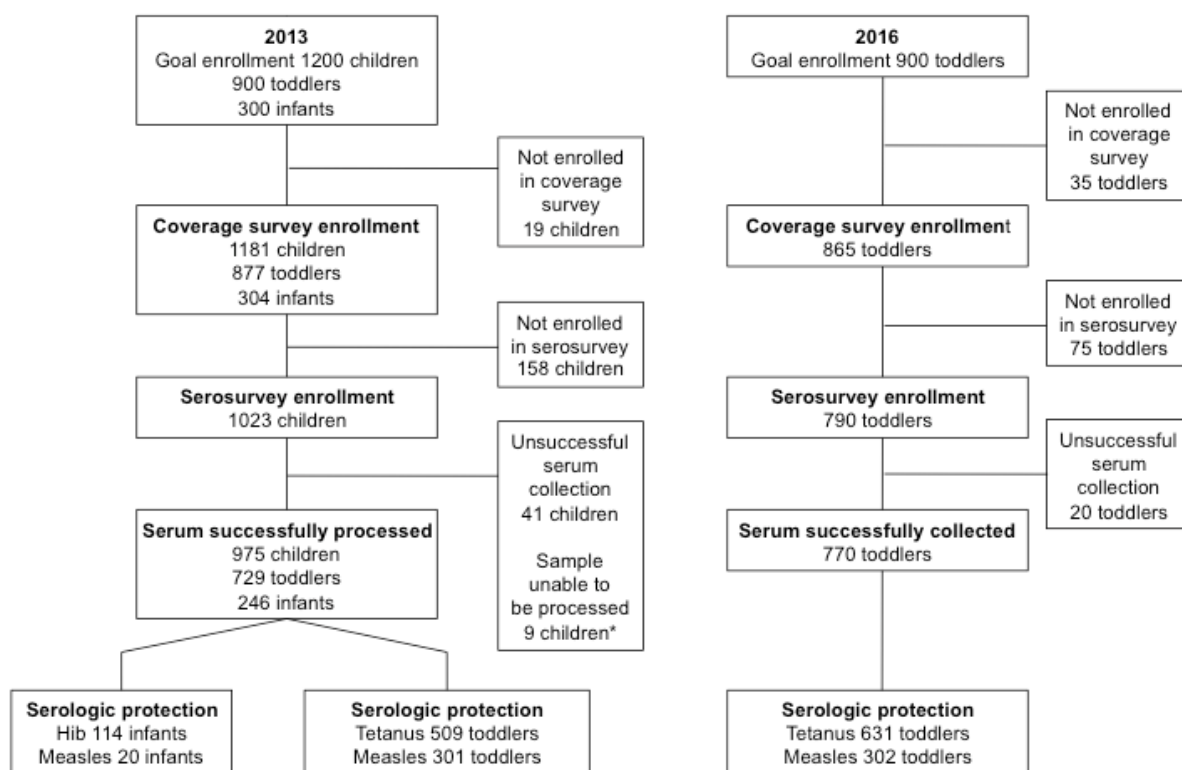 2013
Goal enrollment 1200 children
900 toddlers
300 infants
Not enrolled
in coverage
survey
19 children
Coverage survey enrollment
1181 children
877 toddlers
304 infants
Not enrolled
in serosurvey
158 children
Serosurvey enrollment
1023 children
Unsuccessful
serum
collection
41 children
Sample
unable to
be processed
9 children*
Serum successfully processed
975 children
729 toddlers
246 infants
Serologic protection
Hib 114 infants
Measles 20 infants
Serologic protection
Tetanus 509 toddlers
Measles 301 toddlers
2016
Goal enrollment 900 toddlers
Not enrolled
in coverage
survey
35 toddlers
Coverage survey enrollment
865 toddlers
Not enrolled
in serosurvey
75 toddlers
Serosurvey enrollment
790 toddlers
Unsuccessful
serum
collection
20 toddlers
Serum successfully collected
770 toddlers
Serologic protection
Tetanus 631 toddlers
Measles 302 toddlers